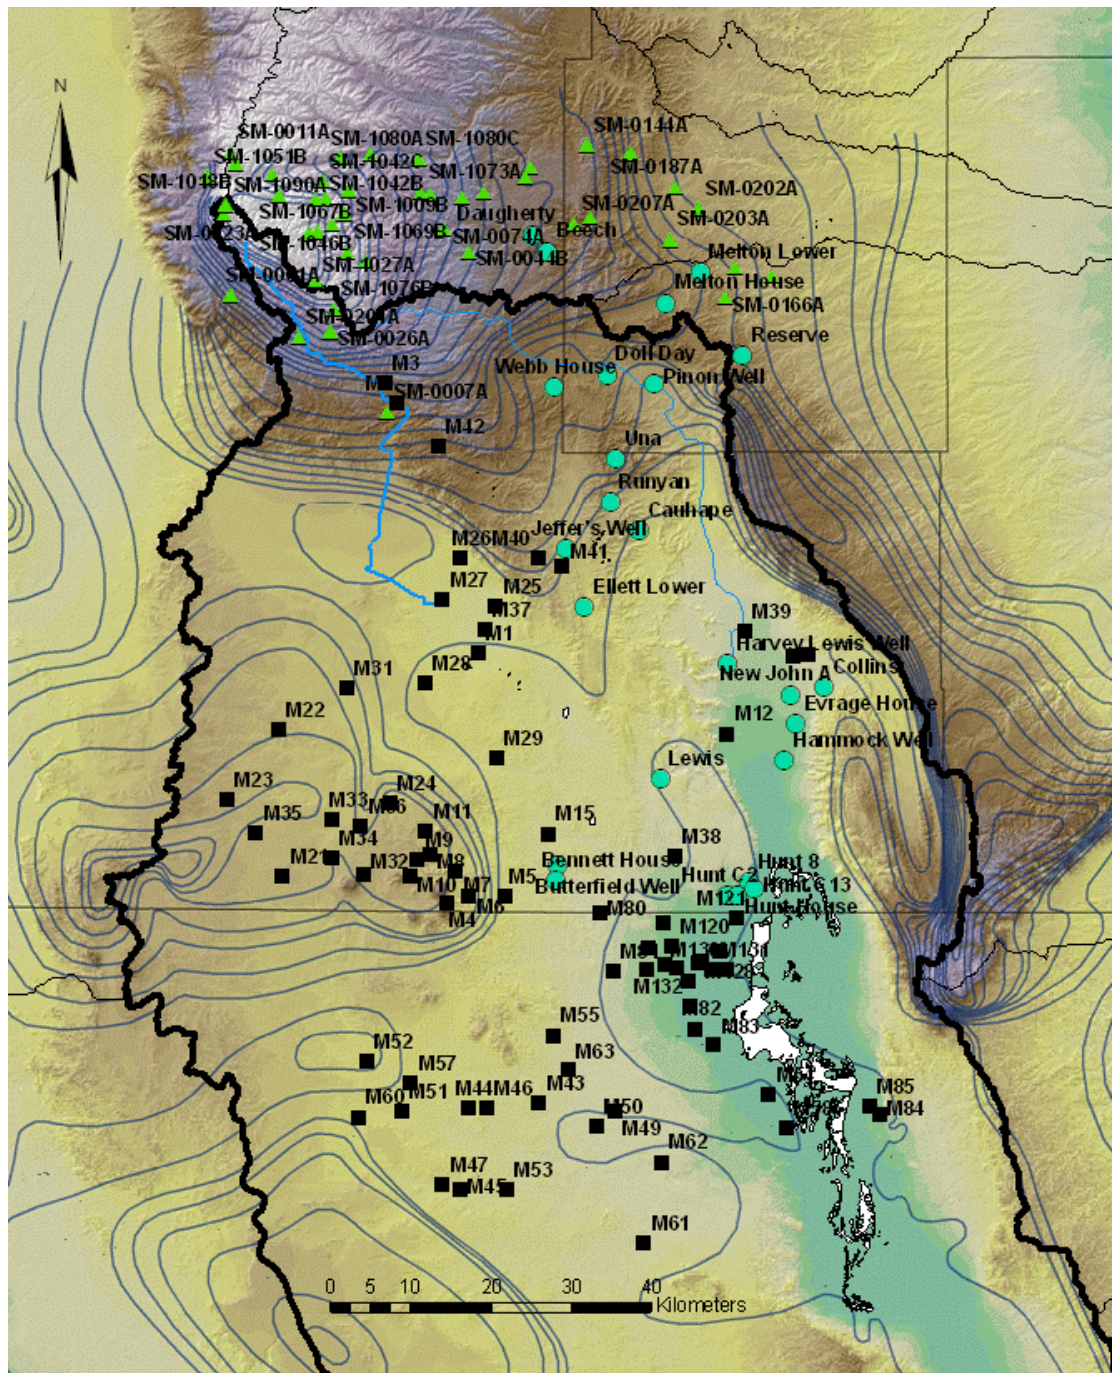 N
SM-0011A
SM-1080A
SM-1080C
SM-0144A
SM-1051B
SM-1042C
SM-1073A
SM-0187A
SM-1048B
SM-1090A
SM-1042B
SM-0202A
SM-1067B
SM-1009B
Daugherty
SM-0207A
SM-0203A
SM-0023A
SM-1046B
SM-1069B
SM-0074A
Beech
SM-0044B
Melton Lower
SM-1027A
Melton House
SM-1076B
SM-0166A
SM-0204A
SM-0026A
Reserve
Doll Day
M3
Webb House
Pinon Well
SM-0007A
M42
Una
Runyan
Cauhape
Jeffer's Well
M26
M40
M41
M27
M25
Ellett Lower
M37
M1
M39
Harvey Lewis Well
M28
M31
Collins
New John A
Evrage House
M22
M12
Hammock Well
M29
Lewis
M23
M24
M33
M36
M35
M11
M15
M34
M9
M38
M21
M32
M8
Bennett House
Hunt 8
M10
M7
M5
Butterfield Well
Hunt C2
Hunt C 13
M6
M4
M121
Hunt House
M80
M120
M132
M82
M83
M55
M52
M63
M57
M51
M44
M46
M43
M60
M50
M49
M85
M84
M62
M47
M45
M53
M61
0 5 10 20 30 40
Kilometers